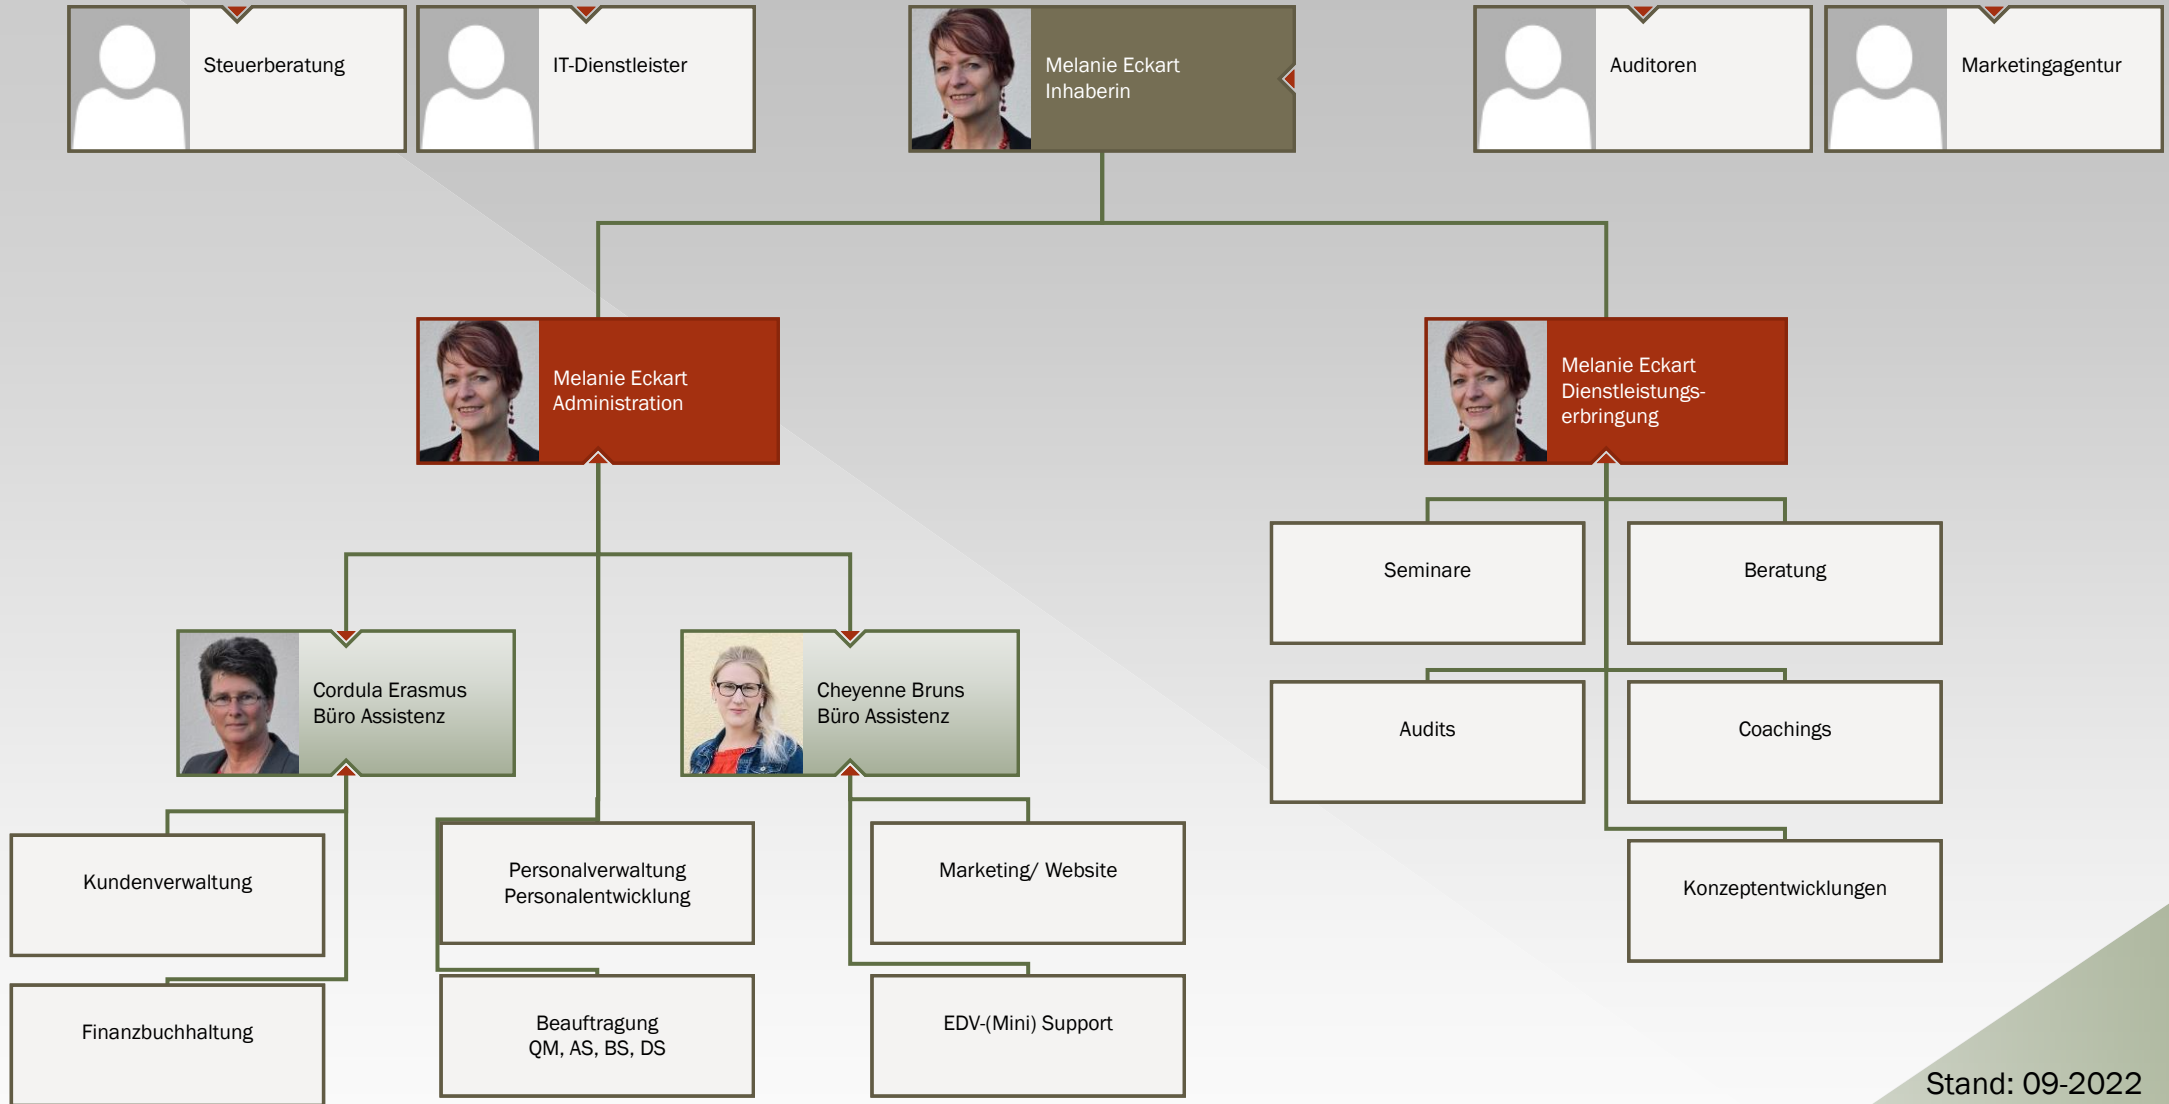 Steuerberatung
IT-Dienstleister
Melanie Eckart
Inhaberin
Auditoren
Marketingagentur
Melanie Eckart
Administration
Melanie Eckart
Dienstleistungs-
erbringung
Seminare
Beratung
Cordula Erasmus
Büro Assistenz
Cheyenne Bruns
Büro Assistenz
Audits
Coachings
Kundenverwaltung
Personalverwaltung
Personalentwicklung
Marketing/ Website
Konzeptentwicklungen
Finanzbuchhaltung
Beauftragung
QM, AS, BS, DS
EDV-(Mini) Support
Stand: 09-2022